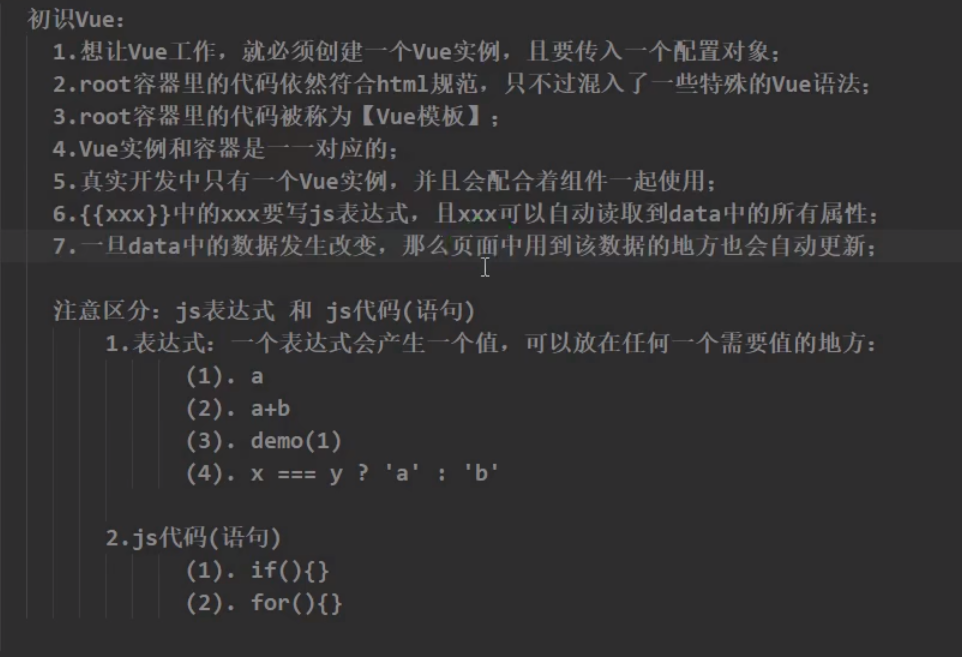 初识Vue：
1.想让Vue工作，就必须创建一个Vue实例，且要传入一个配置对象；
2.root容器里的代码依然符合html规范，只不过混入了一些特殊的Vue语法；
3.root容器里的代码被称为【Vue模板】；
4.Vue实例和容器是一一对应的；
5.真实开发中只有一个Vue实例，并且会配合着组件一起使用；
6.{{xxx}}中的xxx要写js表达式，且xxx可以自动读取到data中的所有属性；
7.一旦data中的数据发生改变，那么页面中用到该数据的地方也会自动更新；
注意区分：js表达式 和 js代码(语句)
1.表达式：一个表达式会产生一个值，可以放在任何一个需要值的地方：
(1). a
(2). a+b
(3). demo(1)
(4). x === y ? 'a' : 'b'
2.js代码(语句)
(1). if(){}
(2). for(){}